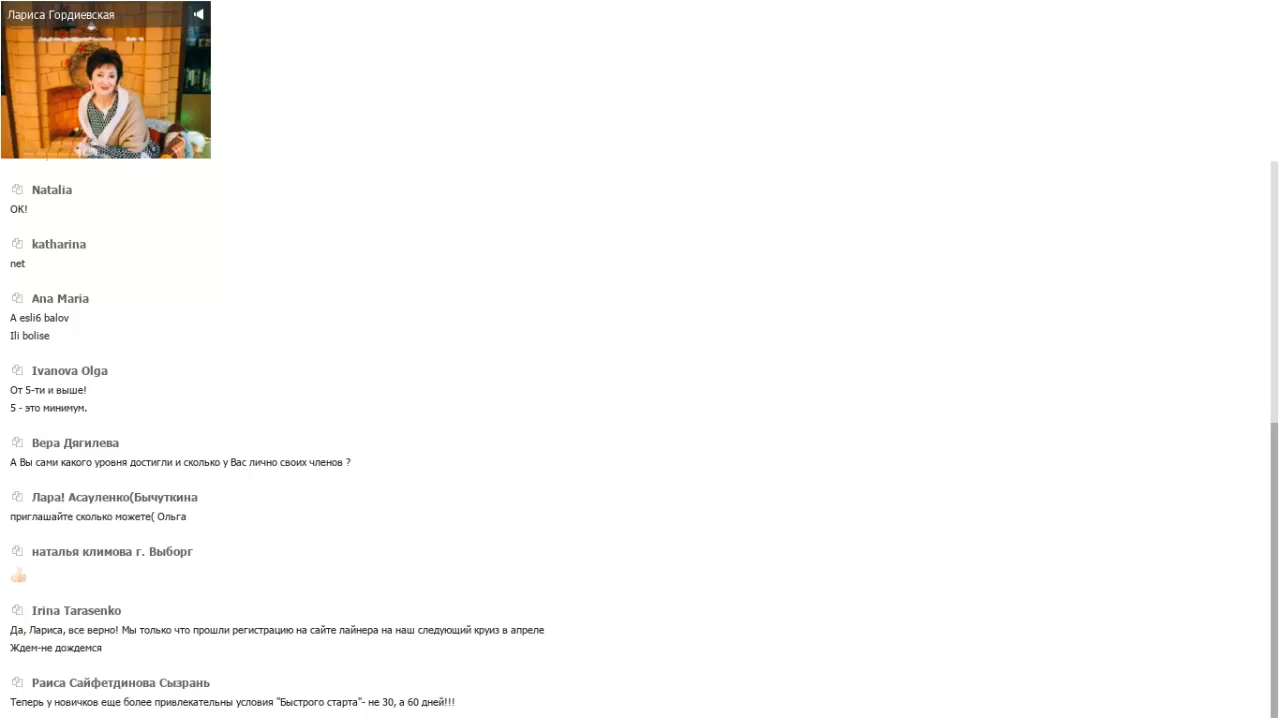 Лариса Гордиевская
Natalia
OK!
katharina
net
Ana Maria
A esli6 balov
Ili bolise
Ivanova Olga
От 5-ти и выше!
5 - это минимум.
Вера Дягилева
А Вы сами какого уровня достигли и сколько у Вас лично своих членов ?
Лара! Асауленко(Бычуткина
приглашайте сколько можете( Ольга
наталья климова г. Выборг
Irina Tarasenko
Да, Лариса, все верно! Мы только что прошли регистрацию на сайте лайнера на наш следующий круиз в апреле
Ждем-не дождемся
Раиса Сайфетдинова Сызрань
Теперь у новичков еще более привлекательны условия "Быстрого старта"- не 30, а 60 дней!!!